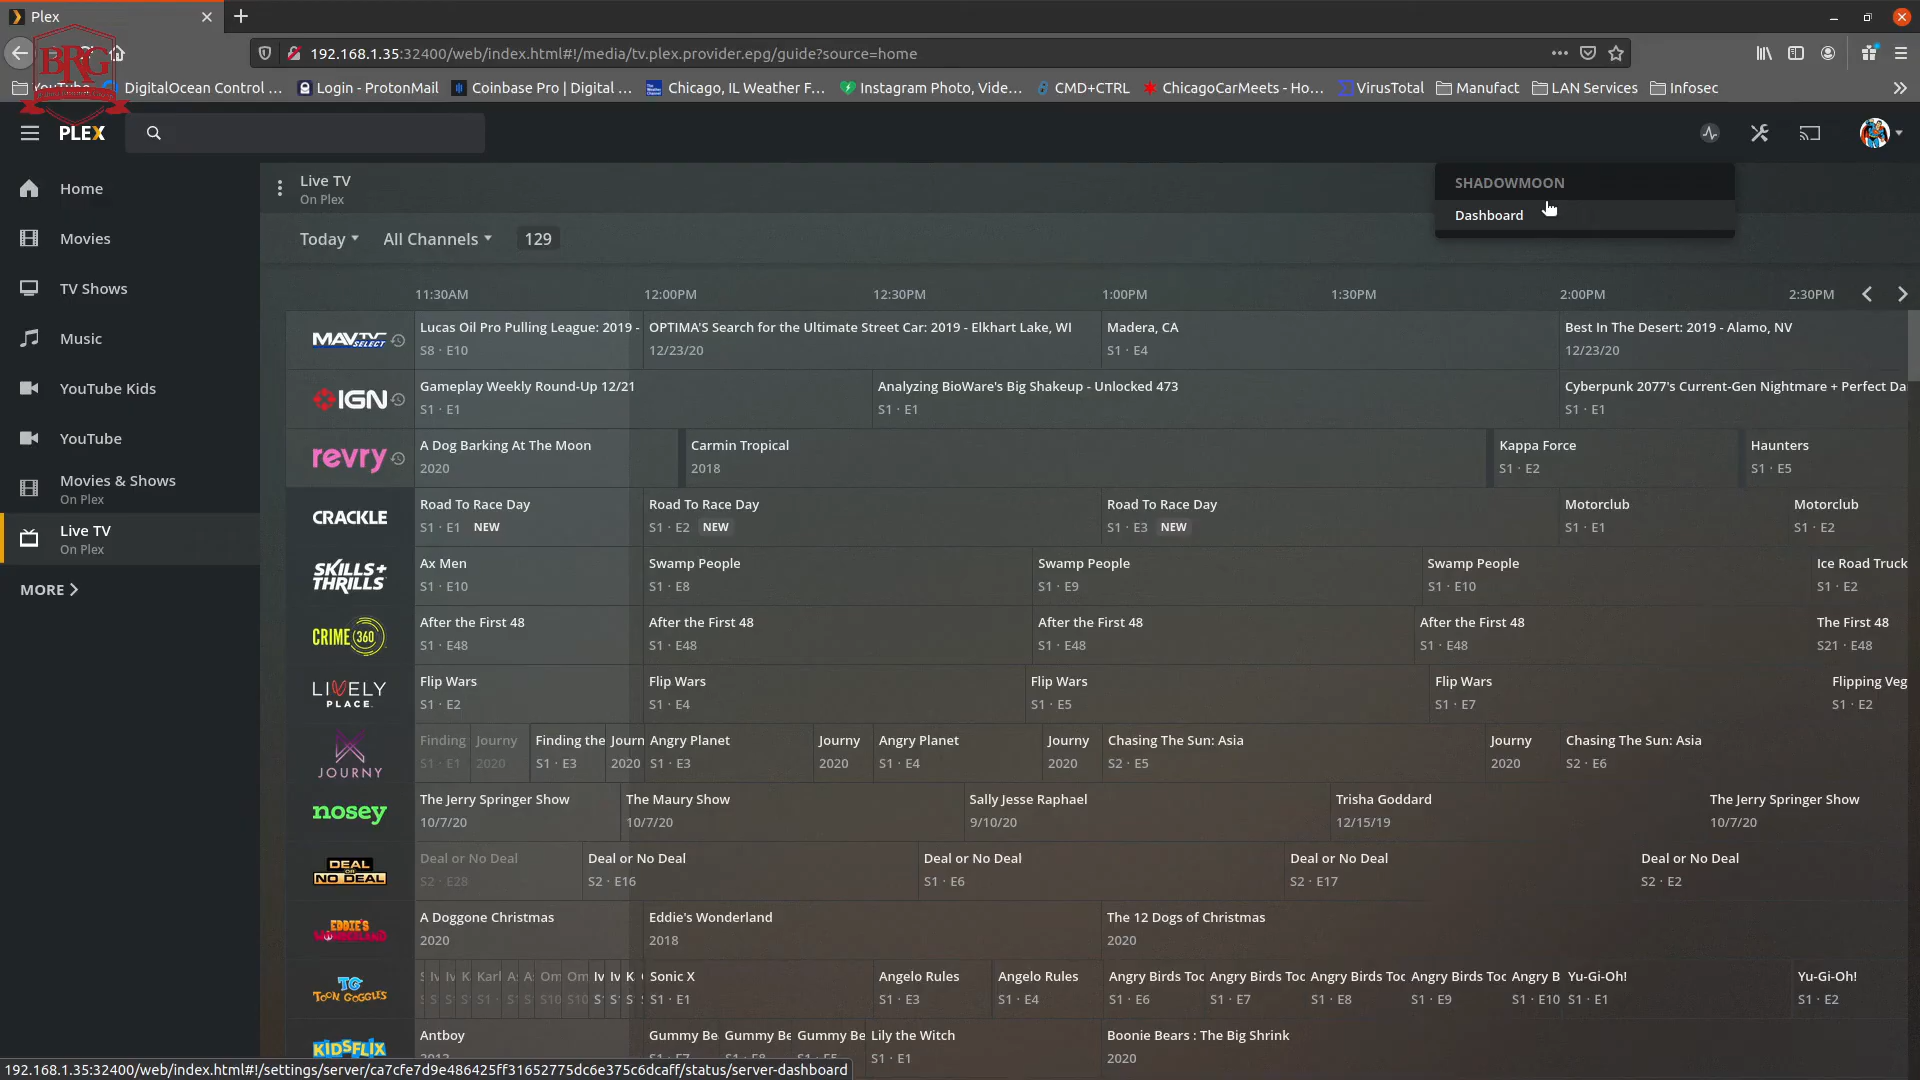 Plex
192.168.1.35:32400/web/index.html#!/media/tv.plex.provider.epg/guide?source=home
YouTube
DigitalOcean Control ...
Login - ProtonMail
Coinbase Pro | Digital ...
Chicago, IL Weather F...
Instagram Photo, Vide...
CMD+CTRL
ChicagoCarMeets - Ho...
VirusTotal
Manufact
LAN Services
Infosec
BRG
PLEX
Home
Movies
TV Shows
Music
YouTube Kids
YouTube
Movies & Shows
On Plex
Live TV
On Plex
MORE
Live TV
On Plex
SHADOWMOON
Dashboard
Today
All Channels
129
11:30AM 12:00PM 12:30PM 1:00PM 1:30PM 2:00PM 2:30PM
MAVTV SELECT
Lucas Oil Pro Pulling League: 2019 -
S8 · E10
OPTIMA'S Search for the Ultimate Street Car: 2019 - Elkhart Lake, WI
12/23/20
Madera, CA
S1 · E4
Best In The Desert: 2019 - Alamo, NV
12/23/20
IGN
Gameplay Weekly Round-Up 12/21
S1 · E1
Analyzing BioWare's Big Shakeup - Unlocked 473
S1 · E1
Cyberpunk 2077's Current-Gen Nightmare + Perfect Da
S1 · E1
revry
A Dog Barking At The Moon
2020
Carmin Tropical
2018
Kappa Force
S1 · E2
Haunters
S1 · E5
CRACKLE
Road To Race Day
S1 · E1 NEW
Road To Race Day
S1 · E2 NEW
Road To Race Day
S1 · E3 NEW
Motorclub
S1 · E1
Motorclub
S1 · E2
SKILLS+
THRILLS
Ax Men
S1 · E10
Swamp People
S1 · E8
Swamp People
S1 · E9
Swamp People
S1 · E10
Ice Road Truck
S1 · E2
CRIME 360
After the First 48
S1 · E48
After the First 48
S1 · E48
After the First 48
S1 · E48
After the First 48
S1 · E48
The First 48
S21 · E48
LIVELY
PLACE
Flip Wars
S1 · E2
Flip Wars
S1 · E4
Flip Wars
S1 · E5
Flip Wars
S1 · E7
Flipping Veg
S1 · E2
JOURNY
Finding
S1 · E1
Journy
2020
Finding the
S1 · E3
Journ
2020
Angry Planet
S1 · E3
Journy
2020
Angry Planet
S1 · E4
Journy
2020
Chasing The Sun: Asia
S2 · E5
Journy
2020
Chasing The Sun: Asia
S2 · E6
nosey
The Jerry Springer Show
10/7/20
The Maury Show
10/7/20
Sally Jesse Raphael
9/10/20
Trisha Goddard
12/15/19
The Jerry Springer Show
10/7/20
DEAL
OR
NO DEAL
Deal or No Deal
S2 · E28
Deal or No Deal
S2 · E16
Deal or No Deal
S1 · E6
Deal or No Deal
S2 · E17
Deal or No Deal
S2 · E2
EDDIE'S
WONDERLAND
A Doggone Christmas
2020
Eddie's Wonderland
2018
The 12 Dogs of Christmas
2020
TG
TOON GOGGLES
Sonic X
S1 · E1
Angelo Rules
S1 · E3
Angelo Rules
S1 · E4
Angry Birds Toc
S1 · E6
Angry Birds Toc
S1 · E7
Angry Birds Toc
S1 · E8
Angry Birds Toc
S1 · E9
Angry B
S1 · E10
Yu-Gi-Oh!
S1 · E1
Yu-Gi-Oh!
S1 · E2
KIDSFLIX
Antboy
Gummy Be
Gummy Be
Gummy Be
Lily the Witch
S1 · E1
Boonie Bears : The Big Shrink
2020
192.168.1.35:32400/web/index.html#!/settings/server/ca7cfe7d9e486425ff31652775dc6e375c6dcaff/status/server-dashboard